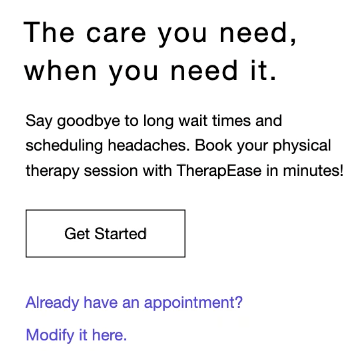 The care you need,
when you need it.
Say goodbye to long wait times and
scheduling headaches. Book your physical
therapy session with TherapEase in minutes!
Get Started
Already have an appointment?
Modify it here.